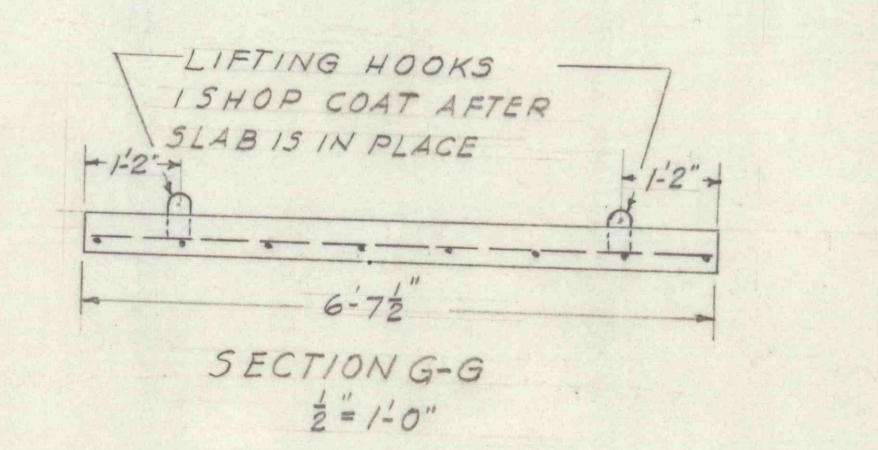 LIFTING HOOKS
1 SHOP COAT AFTER
SLAB IS IN PLACE
1'-2"
1'-2"
6'-7½"
SECTION G-G
½" = 1'-0"